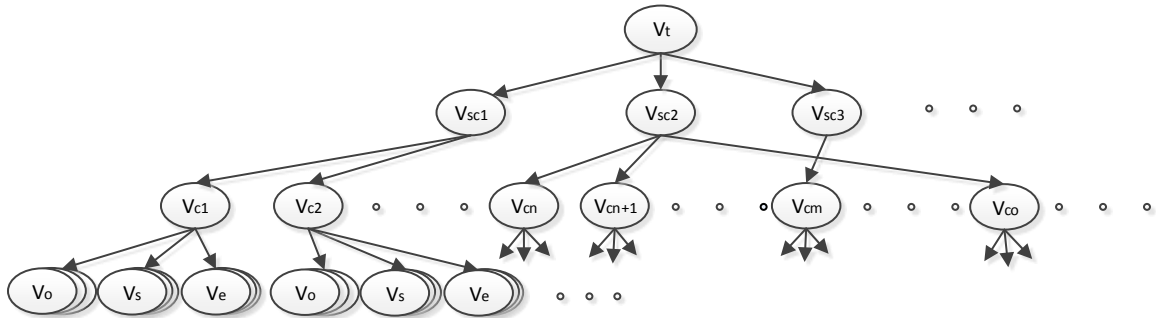 Vt
Vsc1 Vsc2 Vsc3
Vc1 Vc2 Vcn Vcn+1 Vcm Vco
Vo Vs Ve Vo Vs Ve